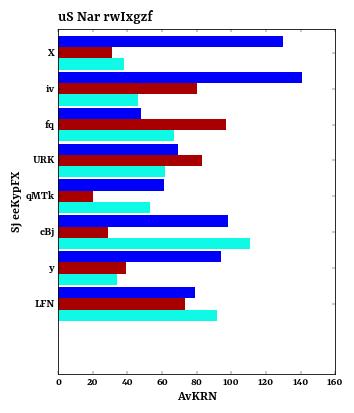 uS Nar rwIxgzf
X
iv
fq
URK
qMTk
cBj
y
LFN
Sj eeKypFX
0 20 40 60 80 100 120 140 160
AvKRN